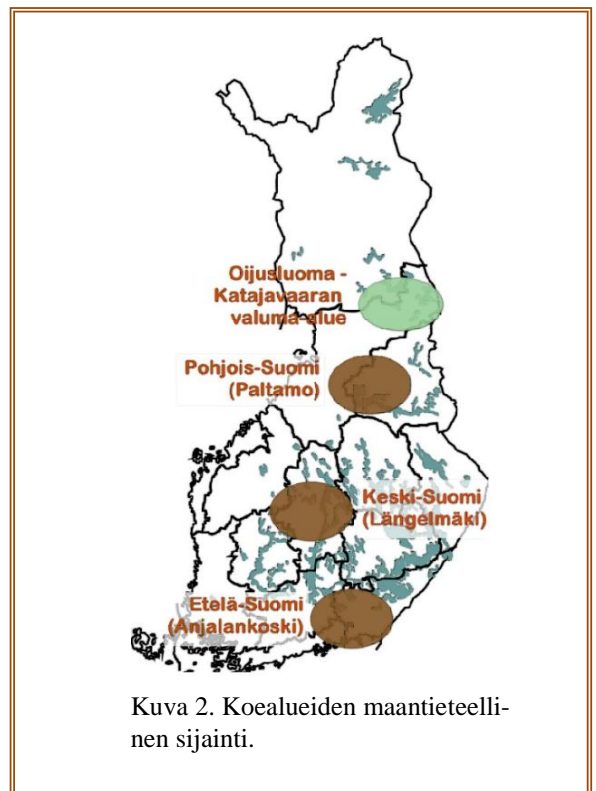 Oijusluoma -
Katajavaaran
valuma-alue
Pohjois-Suomi
(Paltamo)
Keski-Suomi
(Längelmäki)
Etelä-Suomi
(Anjalankoski)
Kuva 2. Koealueiden maantieteelli-
nen sijainti.